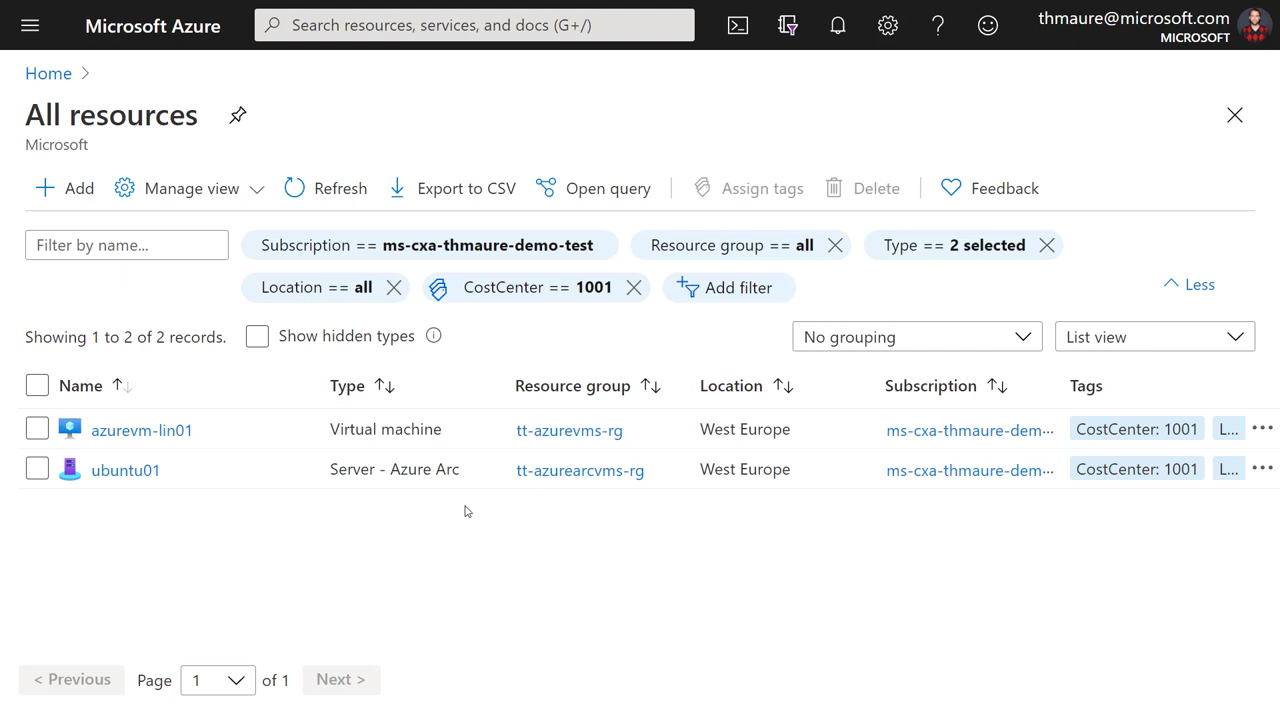 Microsoft Azure
Search resources, services, and docs (G+/)
thmaure@microsoft.com
MICROSOFT
Home
All resources
Microsoft
Add Manage view Refresh Export to CSV Open query Assign tags Delete Feedback
Filter by name... Subscription == ms-cxa-thmaure-demo-test Resource group == all Type == 2 selected
Location == all CostCenter == 1001 Add filter Less
Showing 1 to 2 of 2 records. Show hidden types No grouping List view
Name Type Resource group Location Subscription Tags
azurevm-lin01 Virtual machine tt-azurevms-rg West Europe ms-cxa-thmaure-dem... CostCenter: 1001 L...
ubuntu01 Server - Azure Arc tt-azurearcvms-rg West Europe ms-cxa-thmaure-dem... CostCenter: 1001 L...
< Previous Page 1 of 1 Next >